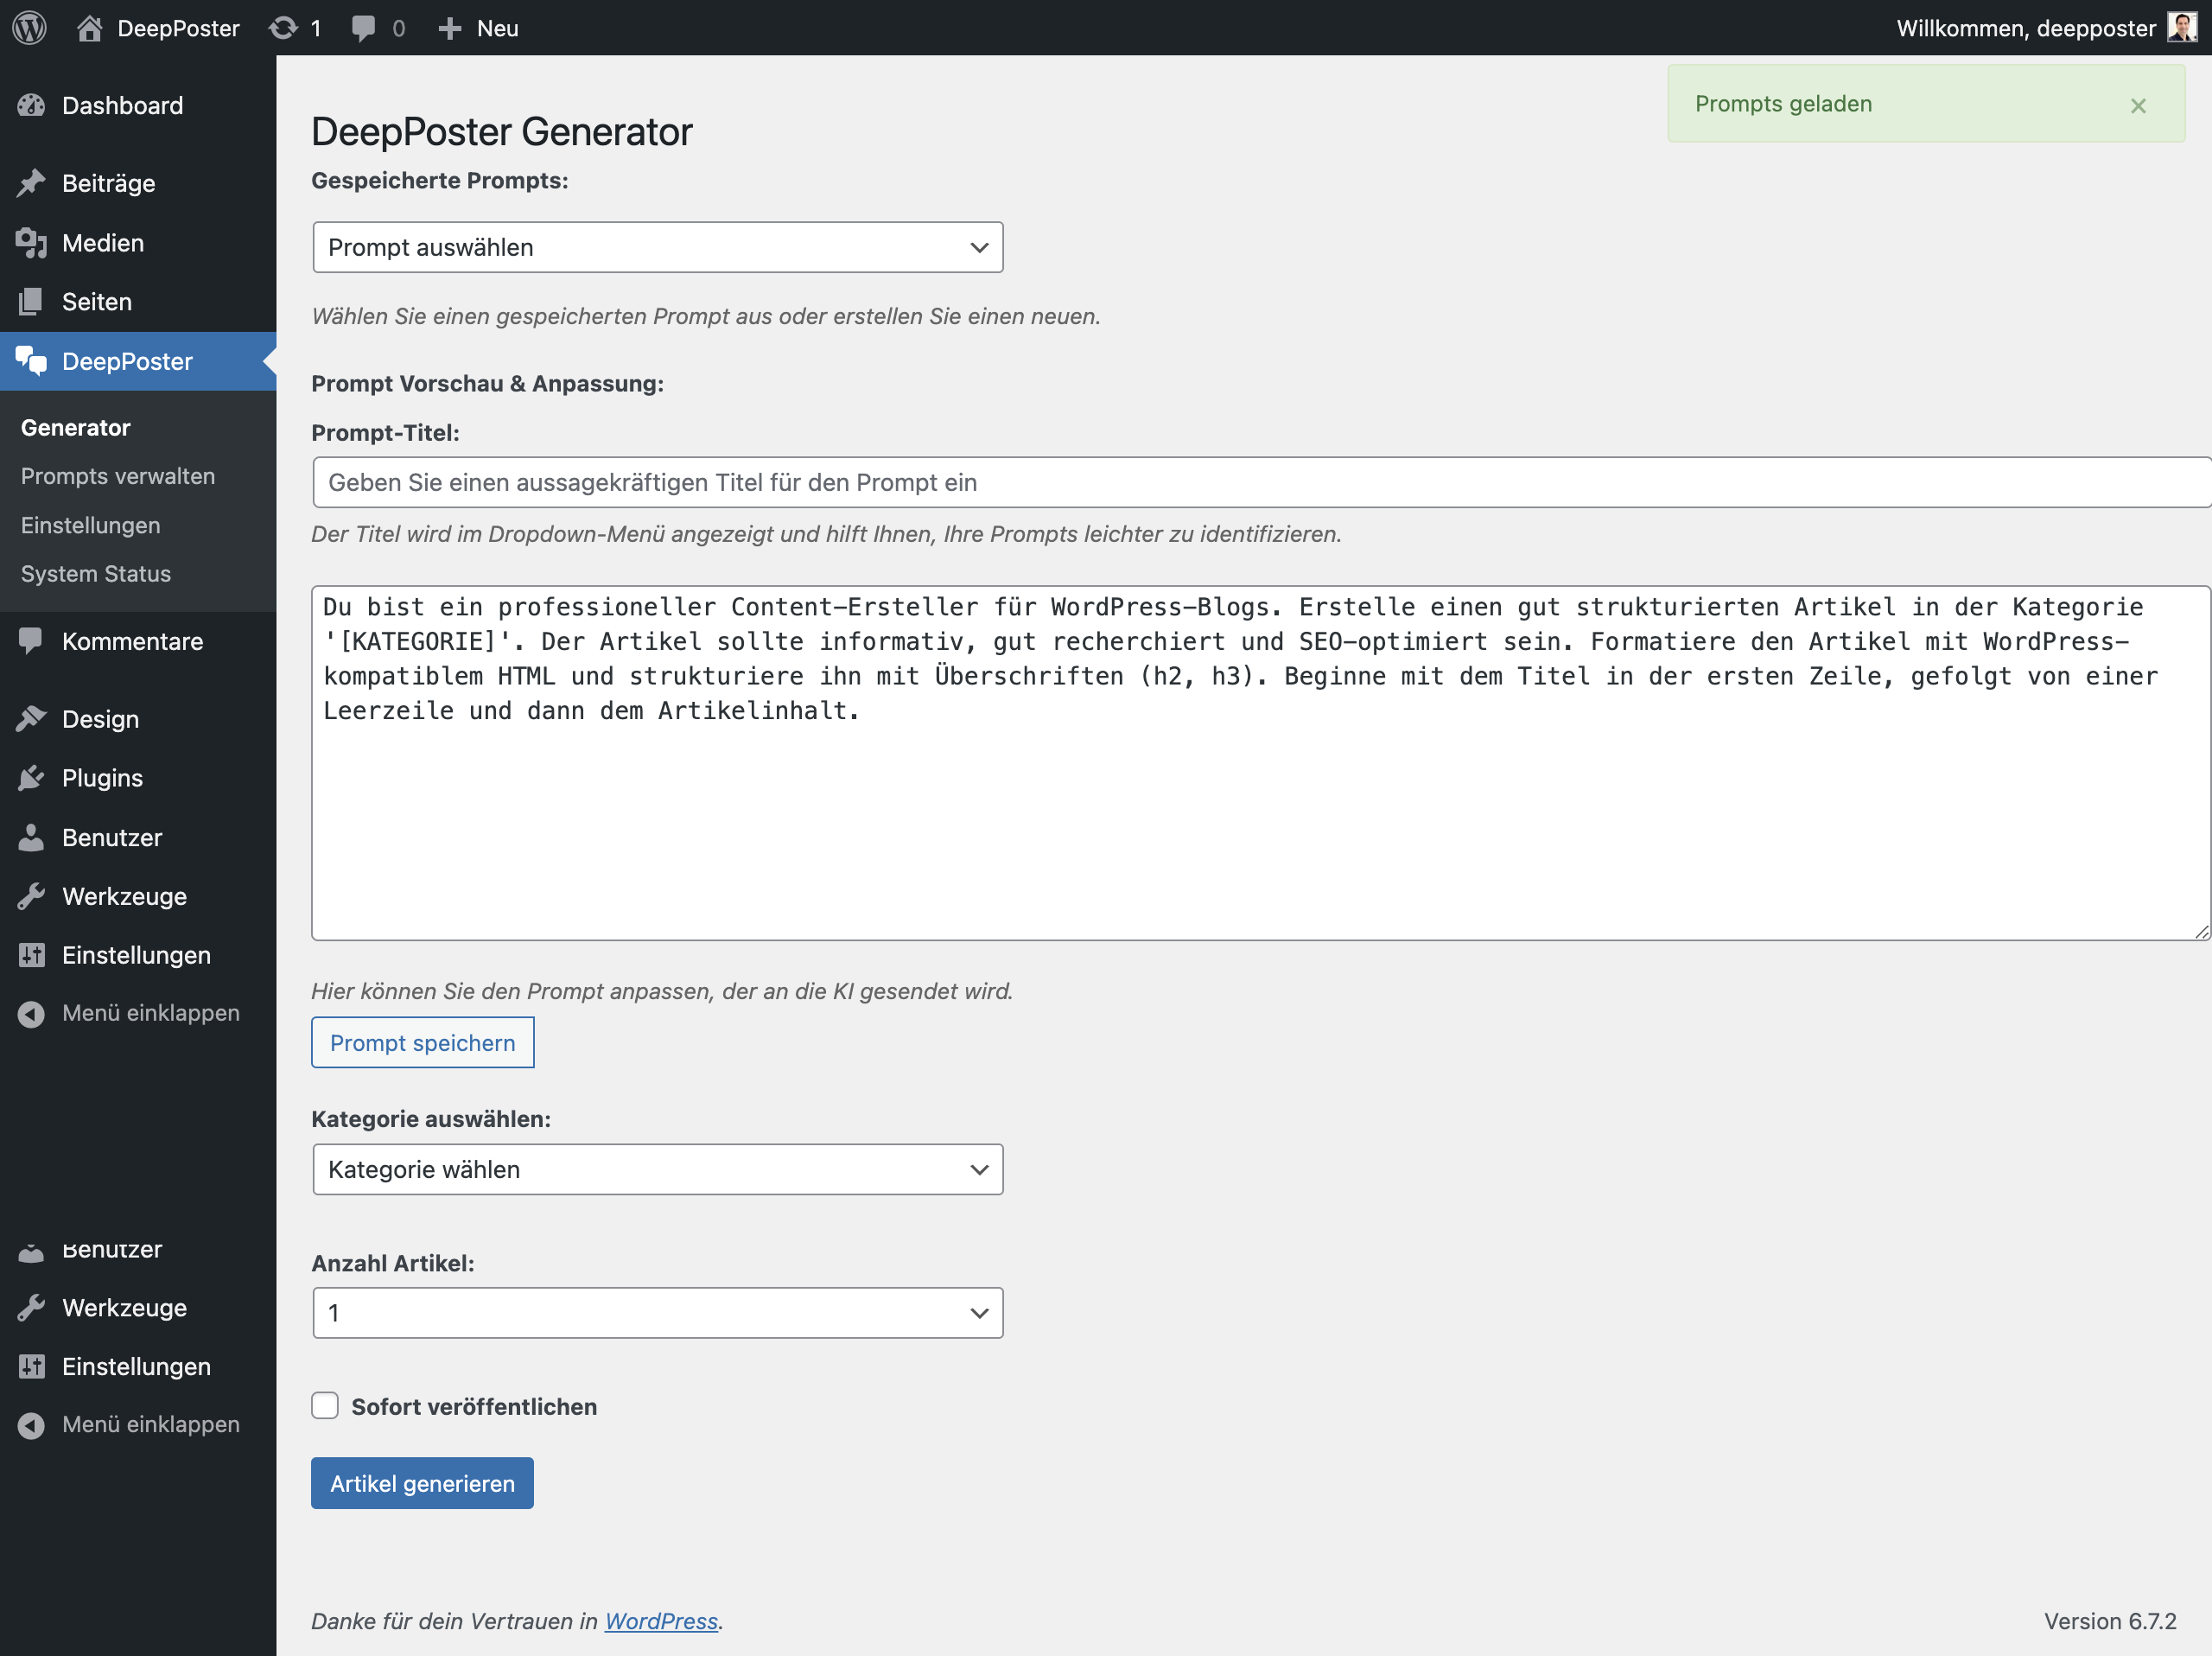 DeepPoster
1
0
Neu
Willkommen, deepposter
Dashboard
Beiträge
Medien
Seiten
DeepPoster
Generator
Prompts verwalten
Einstellungen
System Status
Kommentare
Design
Plugins
Benutzer
Werkzeuge
Einstellungen
Menü einklappen
Benutzer
Werkzeuge
Einstellungen
Menü einklappen
Prompts geladen
×
DeepPoster Generator
Gespeicherte Prompts:
Prompt auswählen
Wählen Sie einen gespeicherten Prompt aus oder erstellen Sie einen neuen.
Prompt Vorschau & Anpassung:
Prompt-Titel:
Geben Sie einen aussagekräftigen Titel für den Prompt ein
Der Titel wird im Dropdown-Menü angezeigt und hilft Ihnen, Ihre Prompts leichter zu identifizieren.
Du bist ein professioneller Content-Ersteller für WordPress-Blogs. Erstelle einen gut strukturierten Artikel in der Kategorie
'[KATEGORIE]'. Der Artikel sollte informativ, gut recherchiert und SEO-optimiert sein. Formatiere den Artikel mit WordPress-
kompatiblem HTML und strukturiere ihn mit Überschriften (h2, h3). Beginne mit dem Titel in der ersten Zeile, gefolgt von einer
Leerzeile und dann dem Artikelinhalt.
Hier können Sie den Prompt anpassen, der an die KI gesendet wird.
Prompt speichern
Kategorie auswählen:
Kategorie wählen
Anzahl Artikel:
1
Sofort veröffentlichen
Artikel generieren
Danke für dein Vertrauen in WordPress.
Version 6.7.2